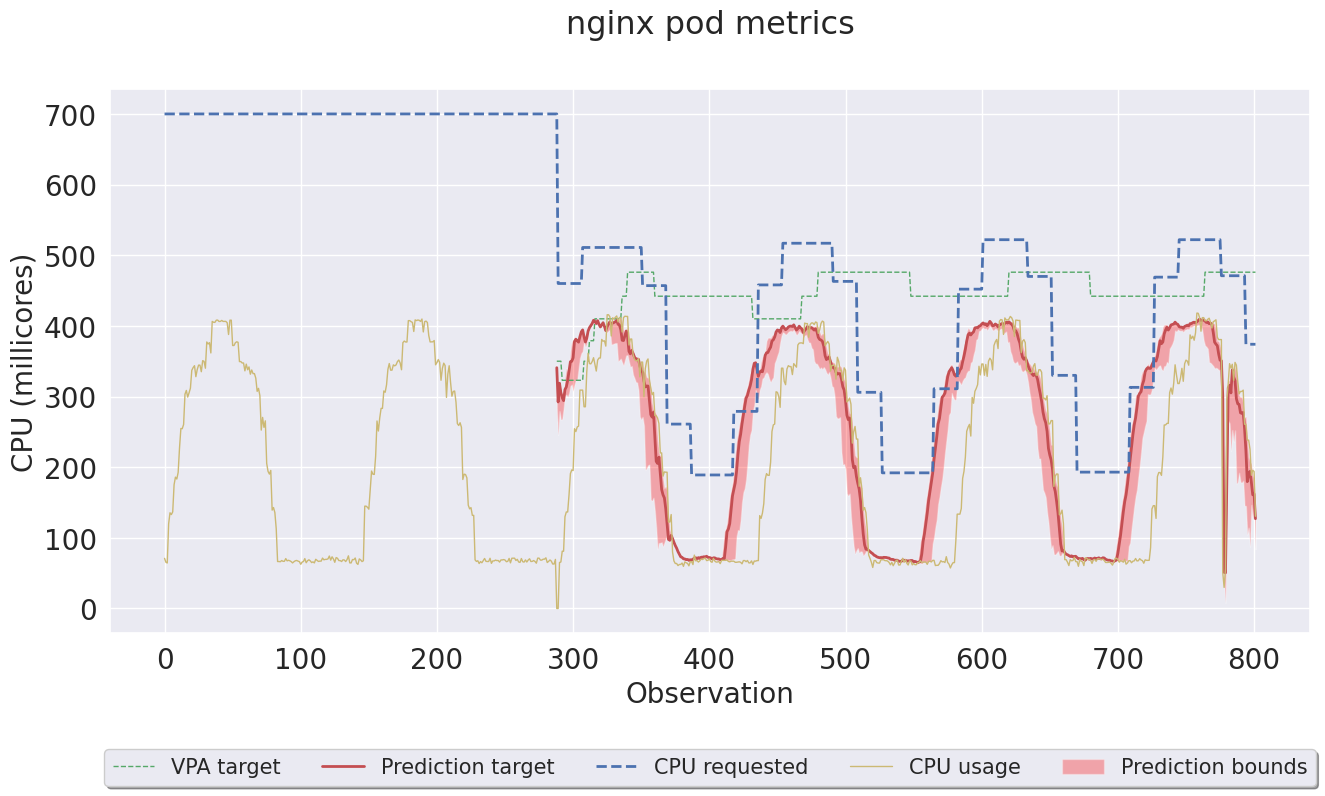 nginx pod metrics
CPU (millicores)
700
600
500
400
300
200
100
0
0 100 200 300 400 500 600 700 800
Observation
VPA target Prediction target CPU requested CPU usage Prediction bounds